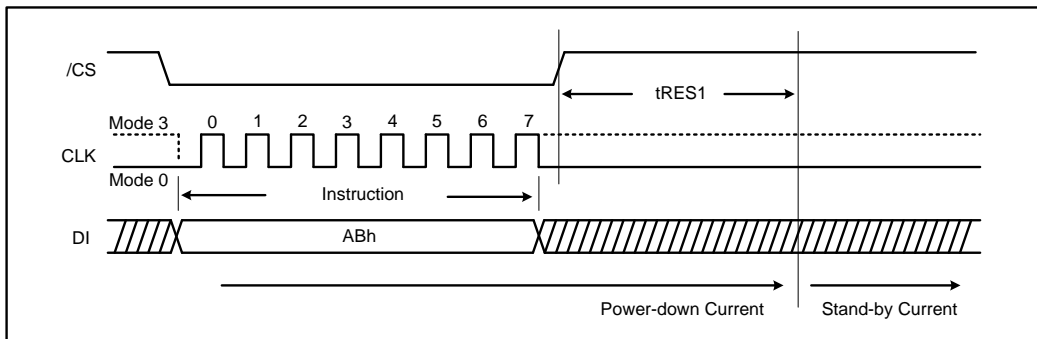 /CS
tRES1
Mode 3
0 1 2 3 4 5 6 7
CLK
Mode 0
Instruction
DI
ABh
Power-down Current
Stand-by Current